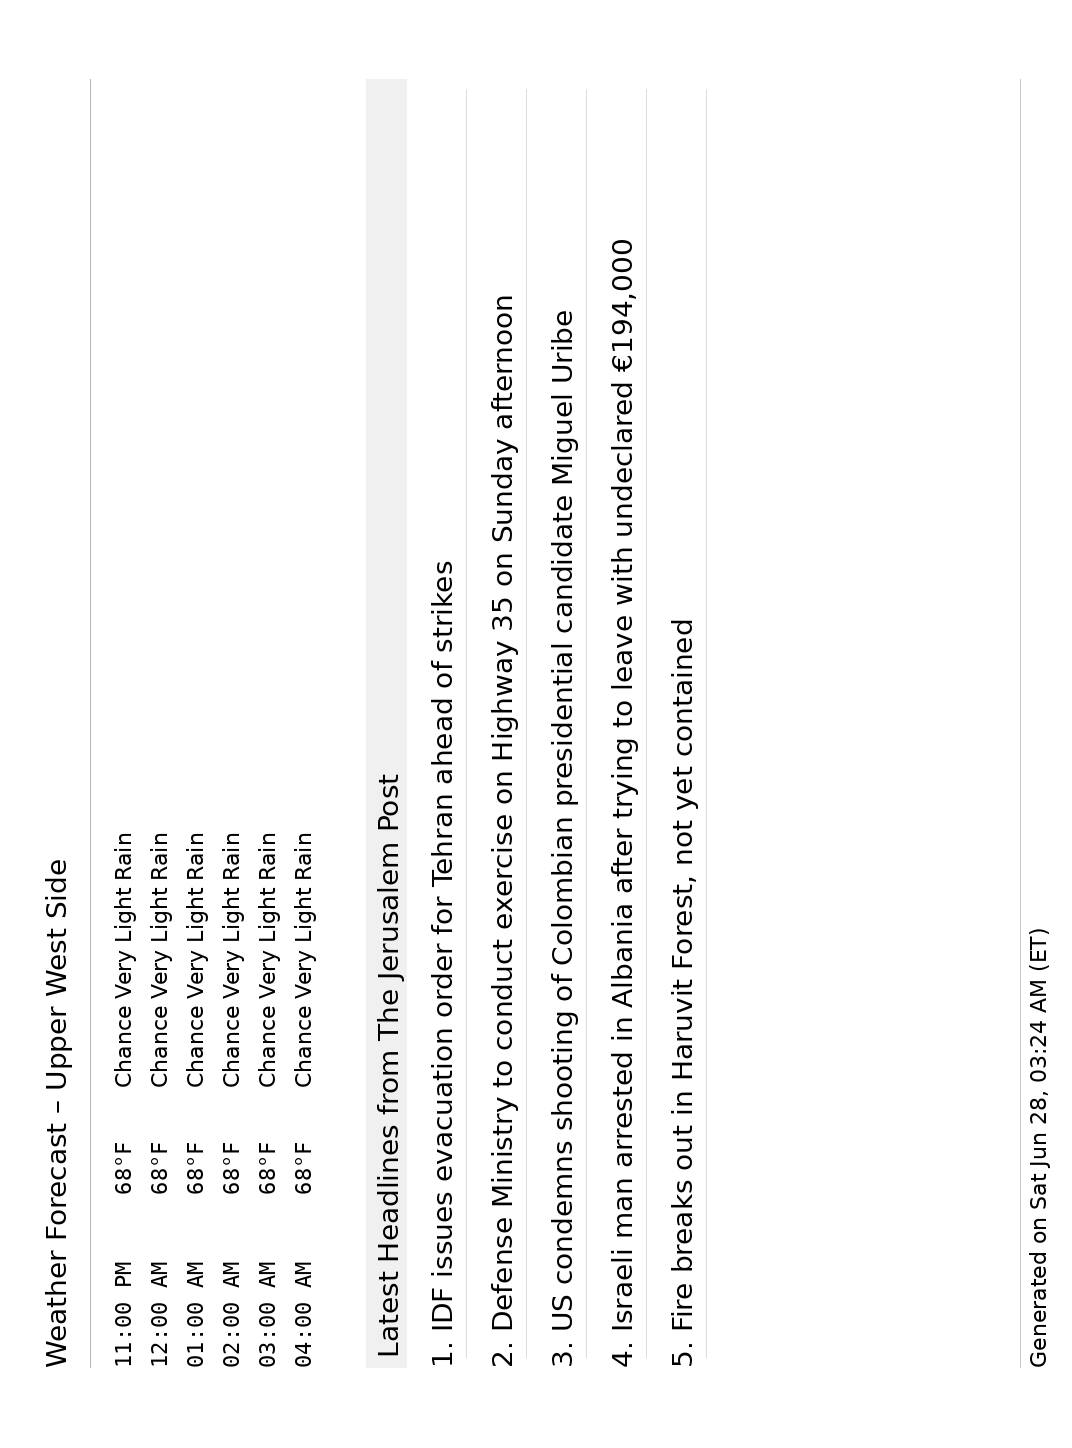 Weather Forecast – Upper West Side
11:00 PM 68°F Chance Very Light Rain
12:00 AM 68°F Chance Very Light Rain
01:00 AM 68°F Chance Very Light Rain
02:00 AM 68°F Chance Very Light Rain
03:00 AM 68°F Chance Very Light Rain
04:00 AM 68°F Chance Very Light Rain
Latest Headlines from The Jerusalem Post
1. IDF issues evacuation order for Tehran ahead of strikes
2. Defense Ministry to conduct exercise on Highway 35 on Sunday afternoon
3. US condemns shooting of Colombian presidential candidate Miguel Uribe
4. Israeli man arrested in Albania after trying to leave with undeclared €194,000
5. Fire breaks out in Haruvit Forest, not yet contained
Generated on Sat Jun 28, 03:24 AM (ET)